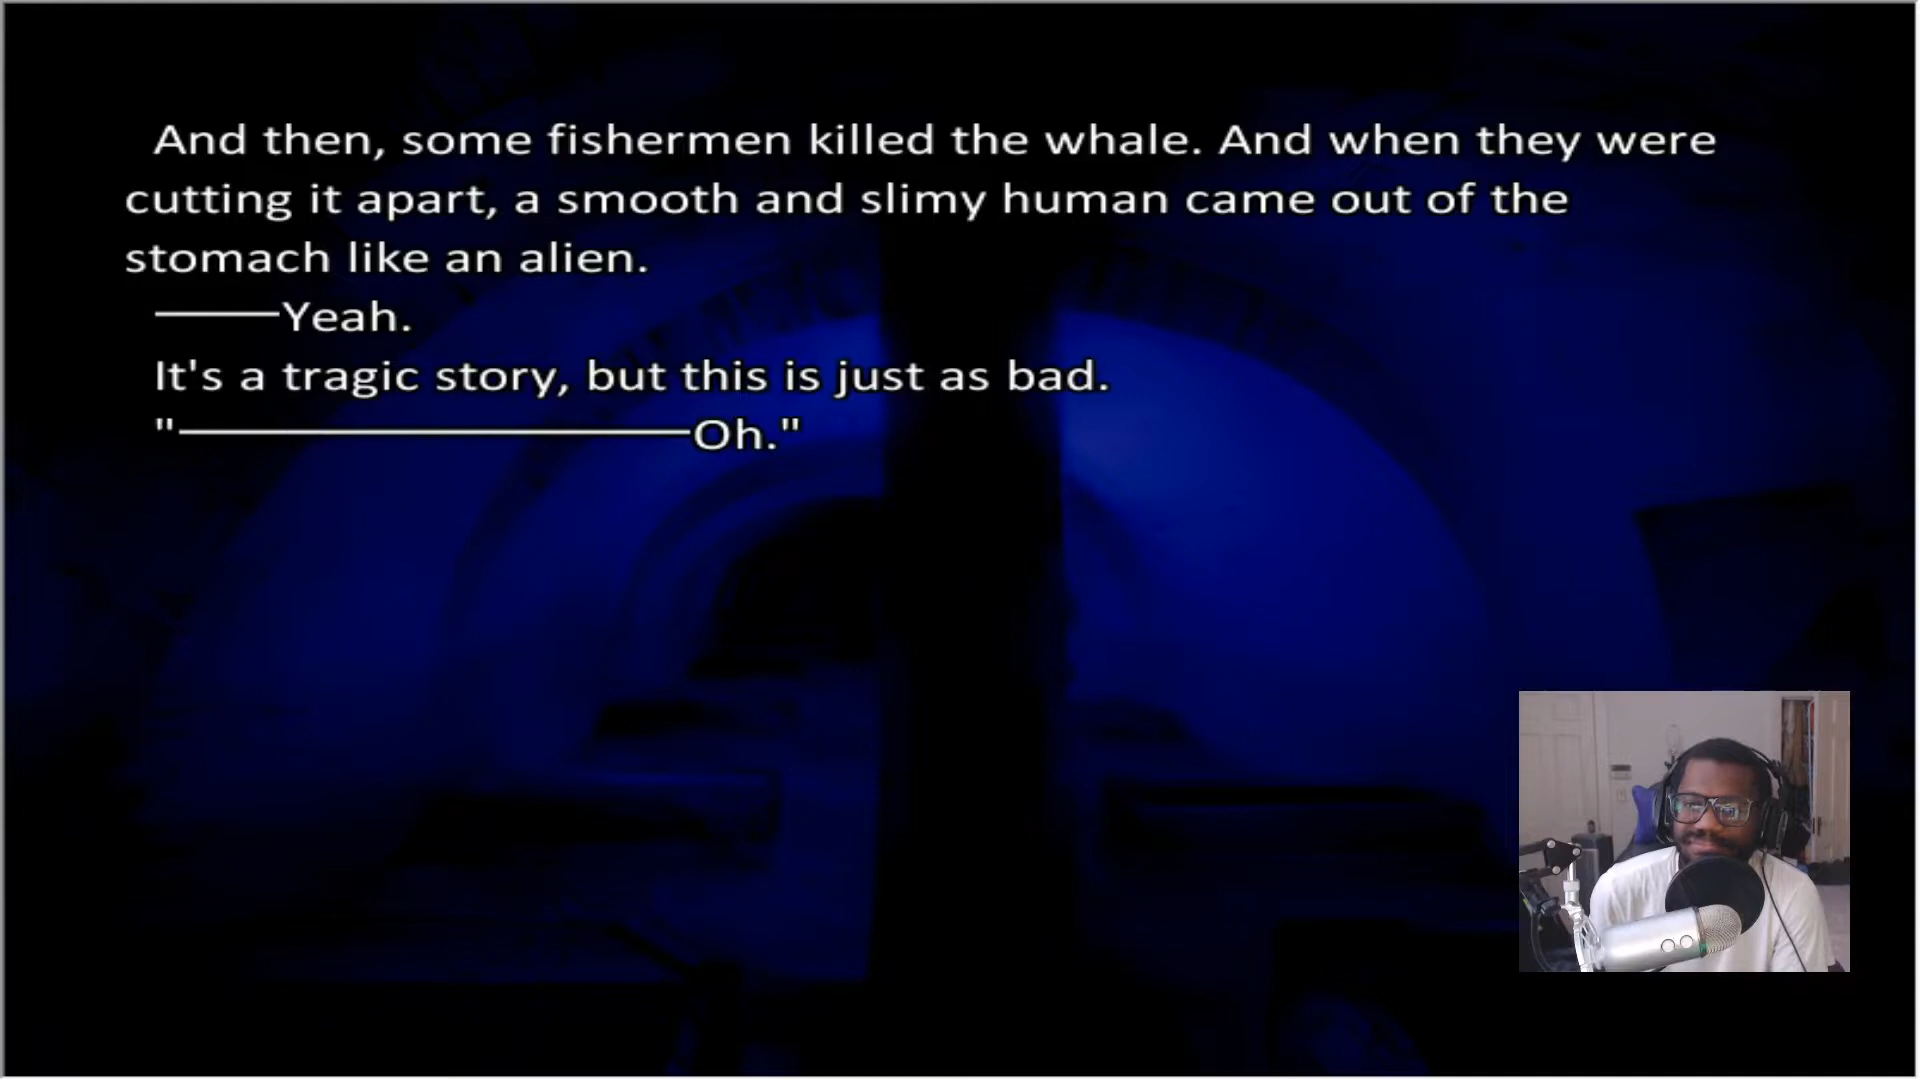 And then, some fishermen killed the whale. And when they were
cutting it apart, a smooth and slimy human came out of the
stomach like an alien.
────Yeah.
It's a tragic story, but this is just as bad.
"─────────────────Oh."